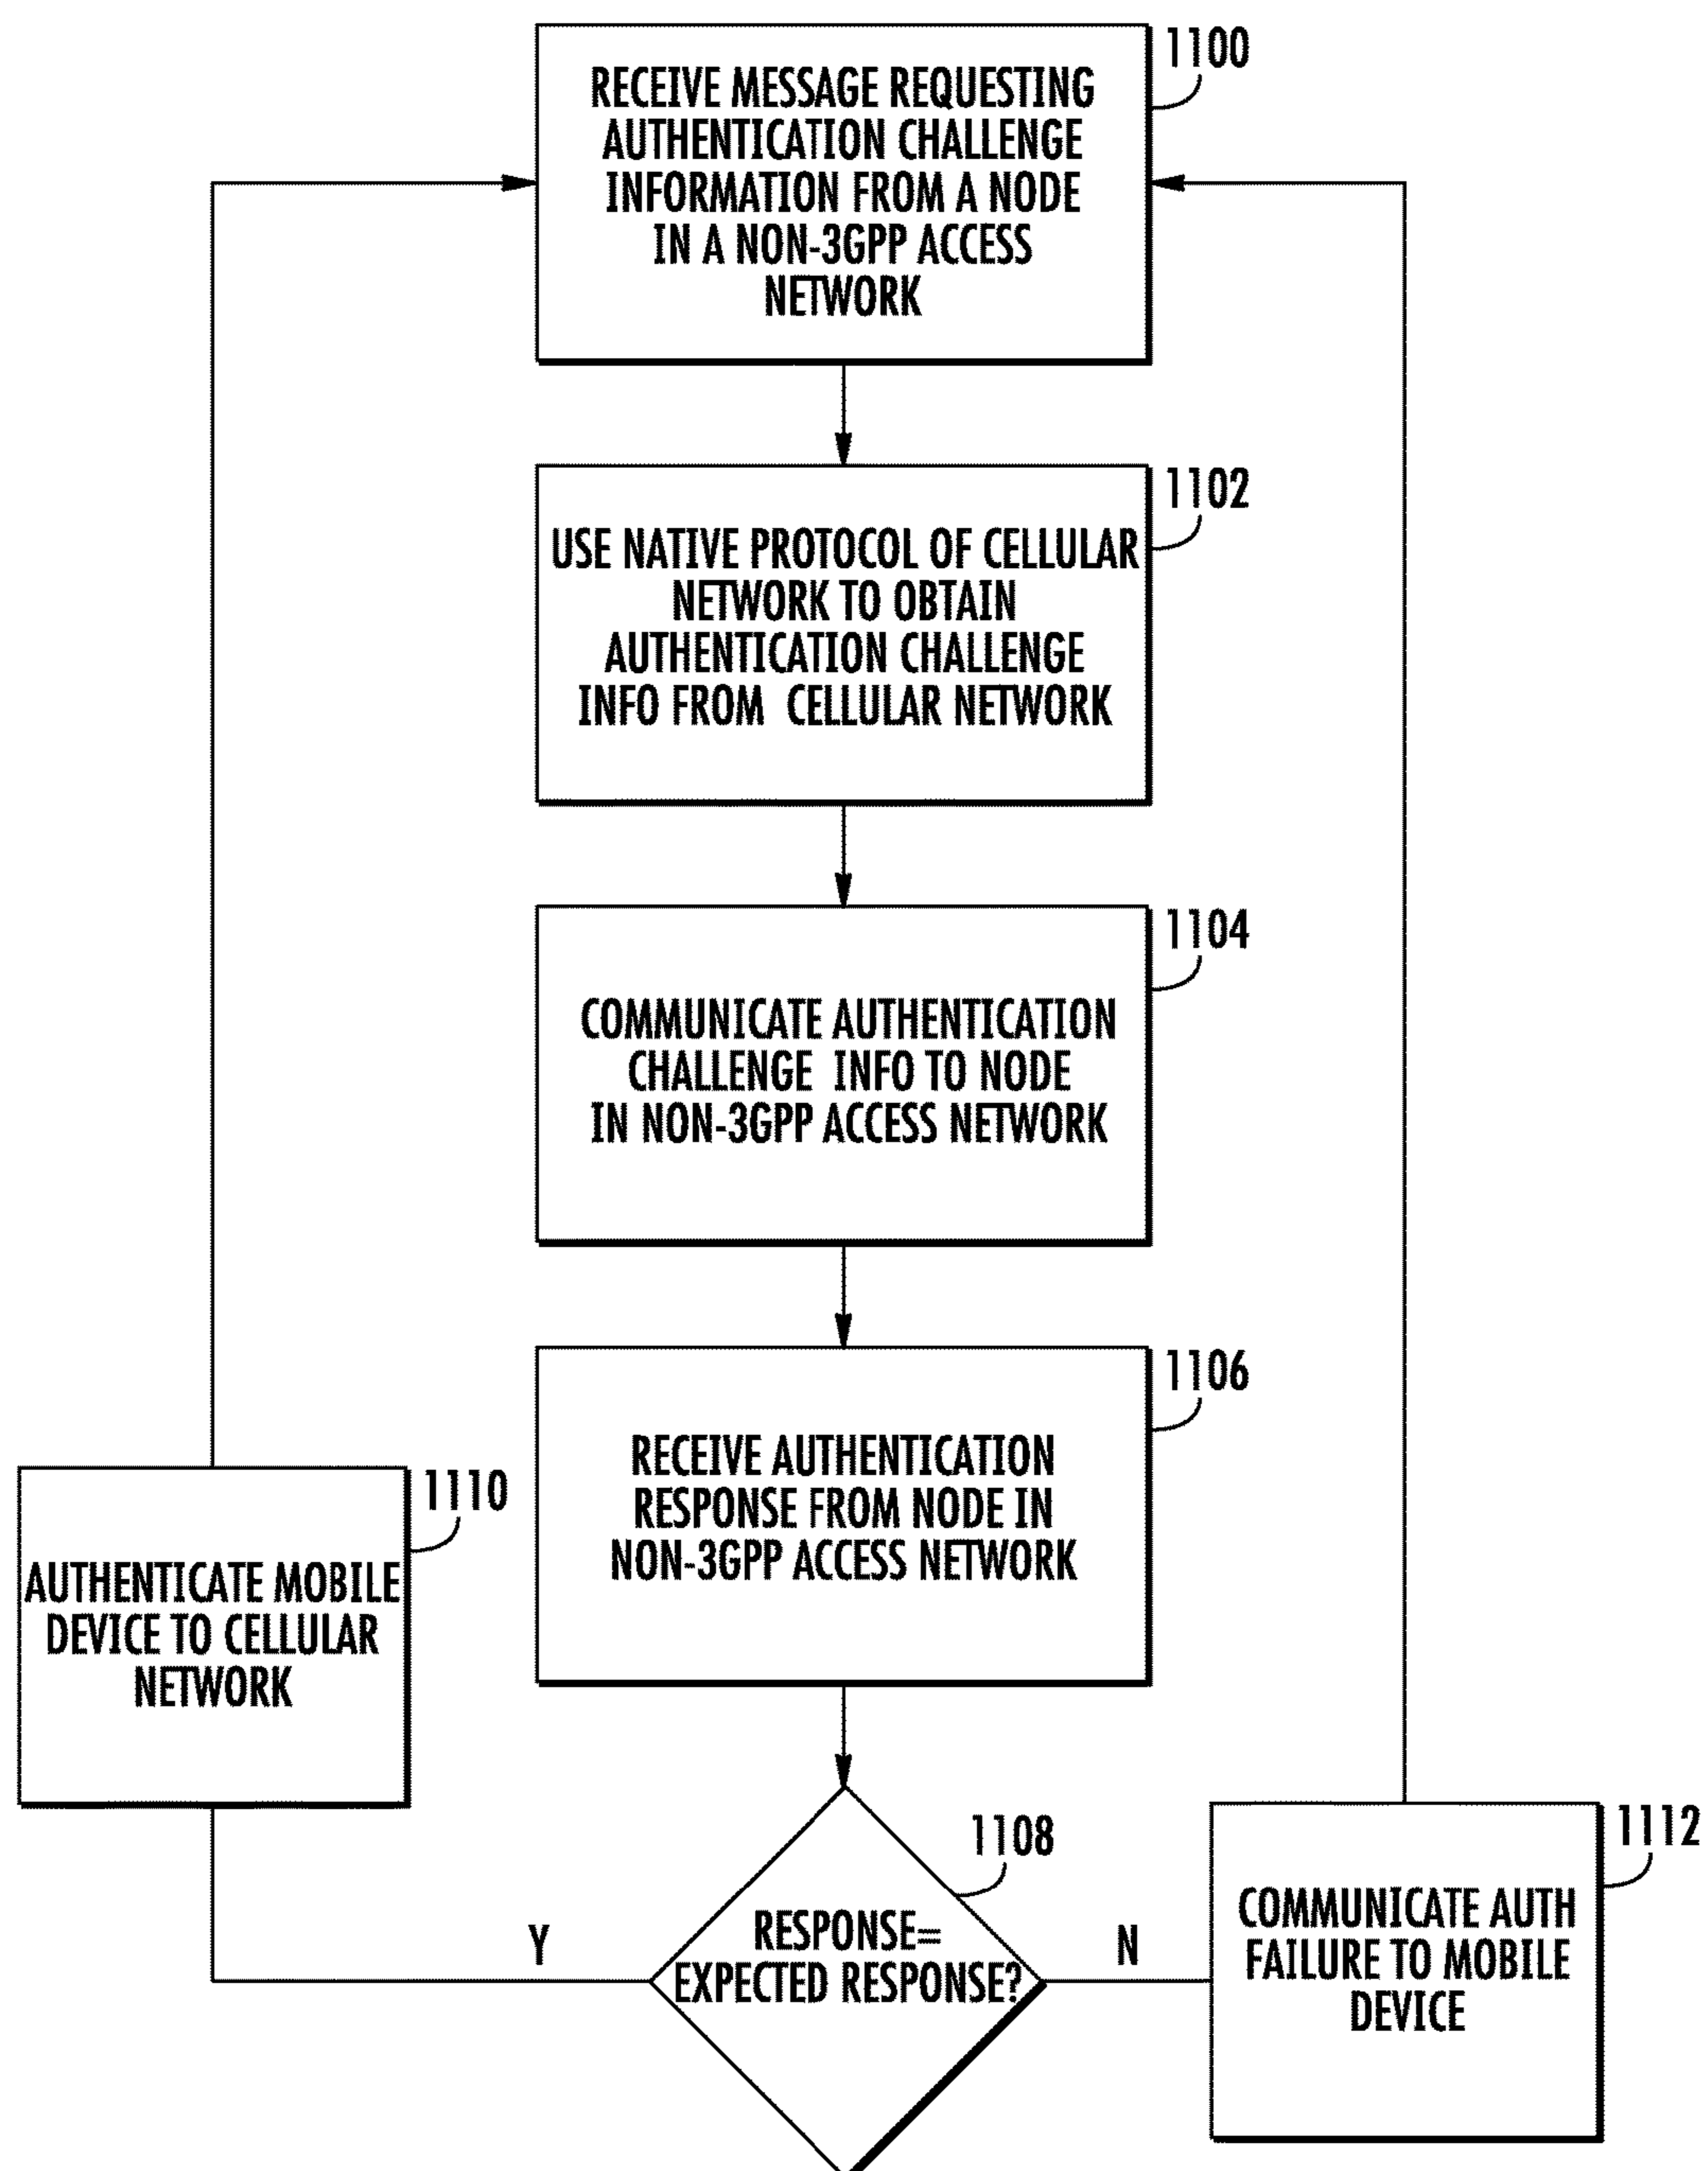 1100
RECEIVE MESSAGE REQUESTING
AUTHENTICATION CHALLENGE
INFORMATION FROM A NODE
IN A NON-3GPP ACCESS
NETWORK
1102
USE NATIVE PROTOCOL OF CELLULAR
NETWORK TO OBTAIN
AUTHENTICATION CHALLENGE
INFO FROM CELLULAR NETWORK
1104
COMMUNICATE AUTHENTICATION
CHALLENGE INFO TO NODE
IN NON-3GPP ACCESS NETWORK
1106
RECEIVE AUTHENTICATION
RESPONSE FROM NODE IN
NON-3GPP ACCESS NETWORK
1110
AUTHENTICATE MOBILE
DEVICE TO CELLULAR
NETWORK
1108
RESPONSE=
EXPECTED RESPONSE?
Y
N
1112
COMMUNICATE AUTH
FAILURE TO MOBILE
DEVICE